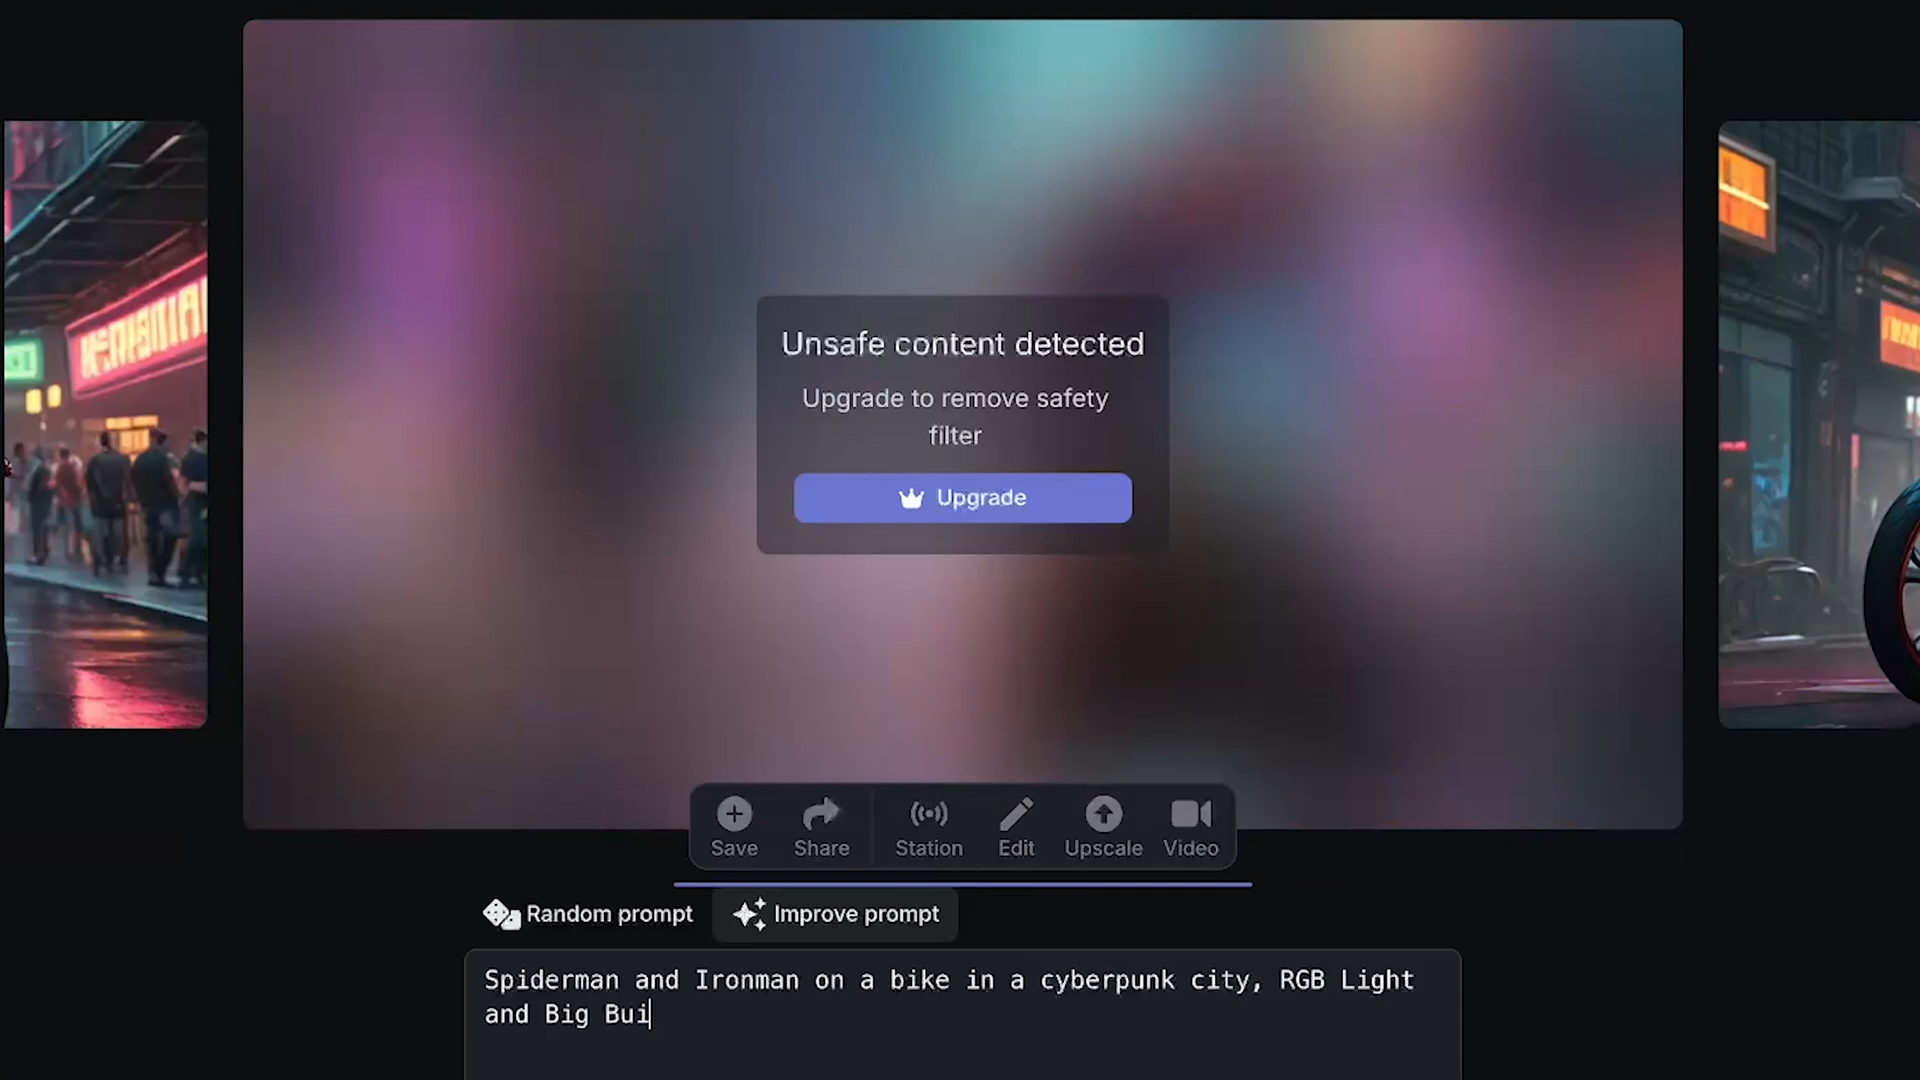 Unsafe content detected
Upgrade to remove safety
filter
Upgrade
Save
Share
Station
Edit
Upscale
Video
Random prompt
Improve prompt
Spiderman and Ironman on a bike in a cyberpunk city, RGB Light
and Big Bui